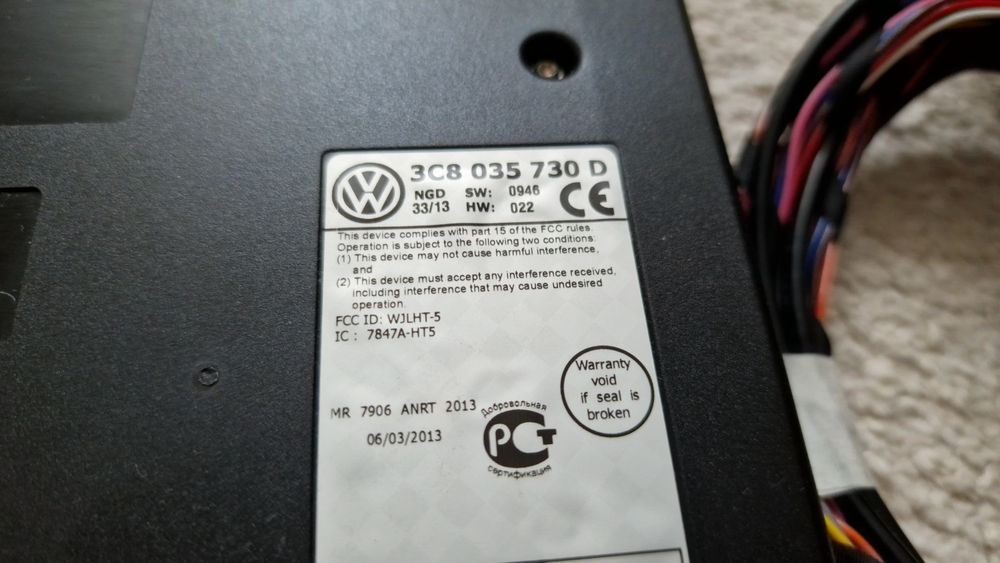 3C8 035 730 D
NGD SW: 0946
33/13 HW: 022 CE
This device complies with part 15 of the FCC rules.
Operation is subject to the following two conditions:
(1) This device may not cause harmful interference,
and
(2) This device must accept any interference received,
including interference that may cause undesired
operation.
FCC ID: WJLHT-5
IC : 7847A-HT5
Warranty
void
if seal is
broken
MR 7906 ANRT 2013
06/03/2013
Добровольная
РСТ
сертификация